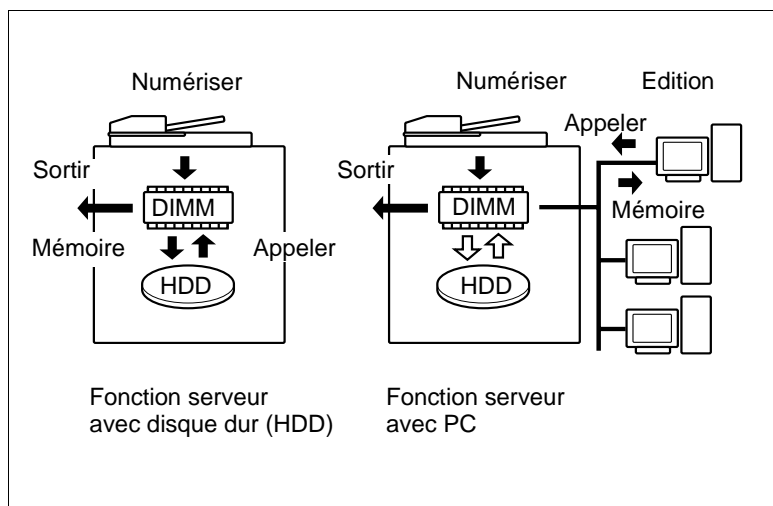 Numériser
Sortir
DIMM
Mémoire
Appeler
HDD
Fonction serveur
avec disque dur (HDD)
Numériser
Edition
Appeler
Sortir
DIMM
Mémoire
HDD
Fonction serveur
avec PC